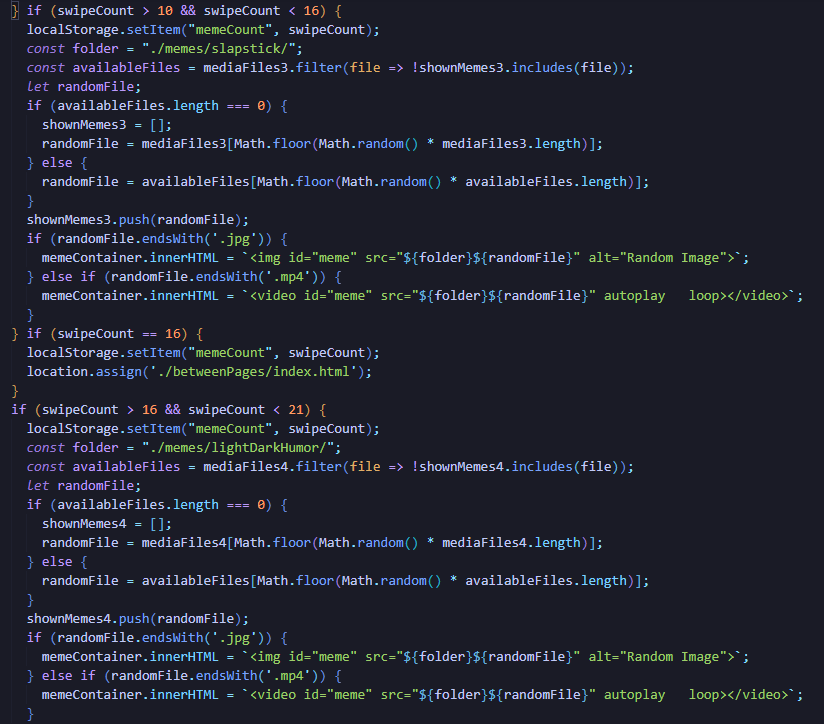 } if (swipeCount > 10 && swipeCount < 16) {
localStorage.setItem("memeCount", swipeCount);
const folder = "./memes/slapstick/";
const availableFiles = mediaFiles3.filter(file => !shownMemes3.includes(file));
let randomFile;
if (availableFiles.length === 0) {
shownMemes3 = [];
randomFile = mediaFiles3[Math.floor(Math.random() * mediaFiles3.length)];
} else {
randomFile = availableFiles[Math.floor(Math.random() * availableFiles.length)];
}
shownMemes3.push(randomFile);
if (randomFile.endsWith('.jpg')) {
memeContainer.innerHTML = `<img id="meme" src="${folder}${randomFile}" alt="Random Image">`;
} else if (randomFile.endsWith('.mp4')) {
memeContainer.innerHTML = `<video id="meme" src="${folder}${randomFile}" autoplay   loop></video>`;
}
} if (swipeCount == 16) {
localStorage.setItem("memeCount", swipeCount);
location.assign('./betweenPages/index.html');
}
if (swipeCount > 16 && swipeCount < 21) {
localStorage.setItem("memeCount", swipeCount);
const folder = "./memes/lightDarkHumor/";
const availableFiles = mediaFiles4.filter(file => !shownMemes4.includes(file));
let randomFile;
if (availableFiles.length === 0) {
shownMemes4 = [];
randomFile = mediaFiles4[Math.floor(Math.random() * mediaFiles4.length)];
} else {
randomFile = availableFiles[Math.floor(Math.random() * availableFiles.length)];
}
shownMemes4.push(randomFile);
if (randomFile.endsWith('.jpg')) {
memeContainer.innerHTML = `<img id="meme" src="${folder}${randomFile}" alt="Random Image">`;
} else if (randomFile.endsWith('.mp4')) {
memeContainer.innerHTML = `<video id="meme" src="${folder}${randomFile}" autoplay   loop></video>`;
}